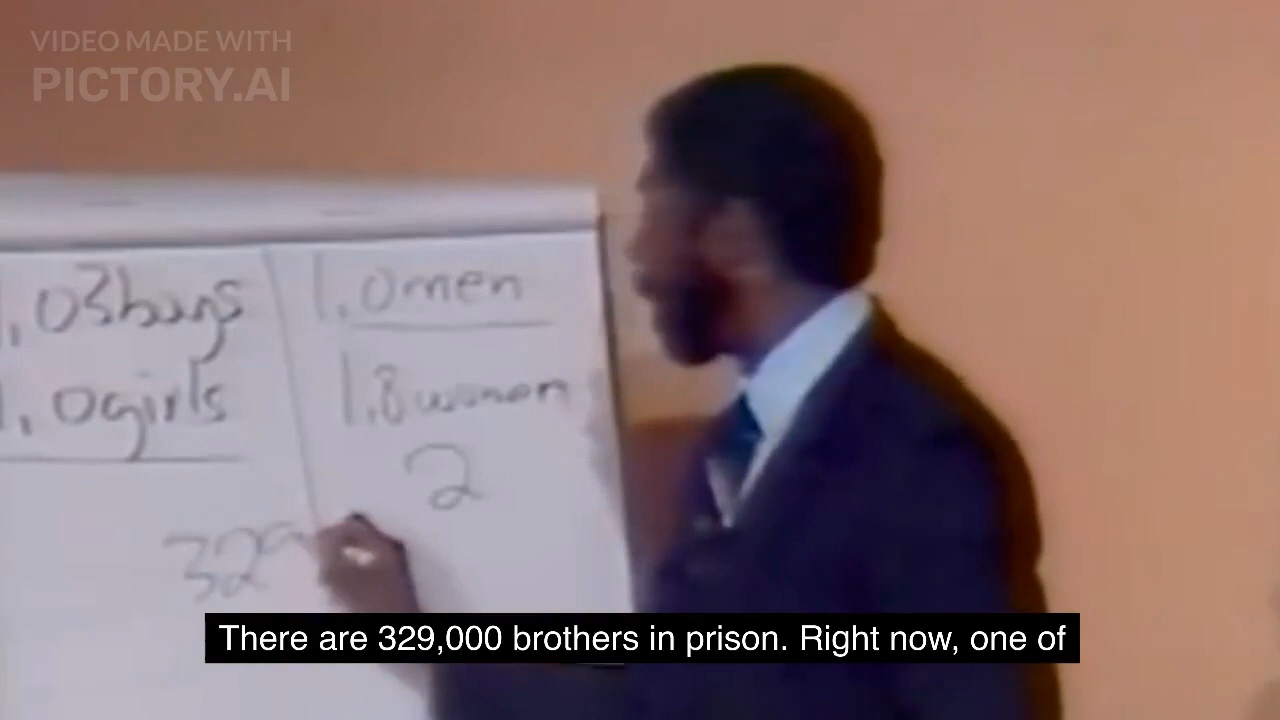 VIDEO MADE WITH
PICTORY.AI
1.03boys
1.0men
1.0girls
1.8women
2
329
There are 329,000 brothers in prison. Right now, one of